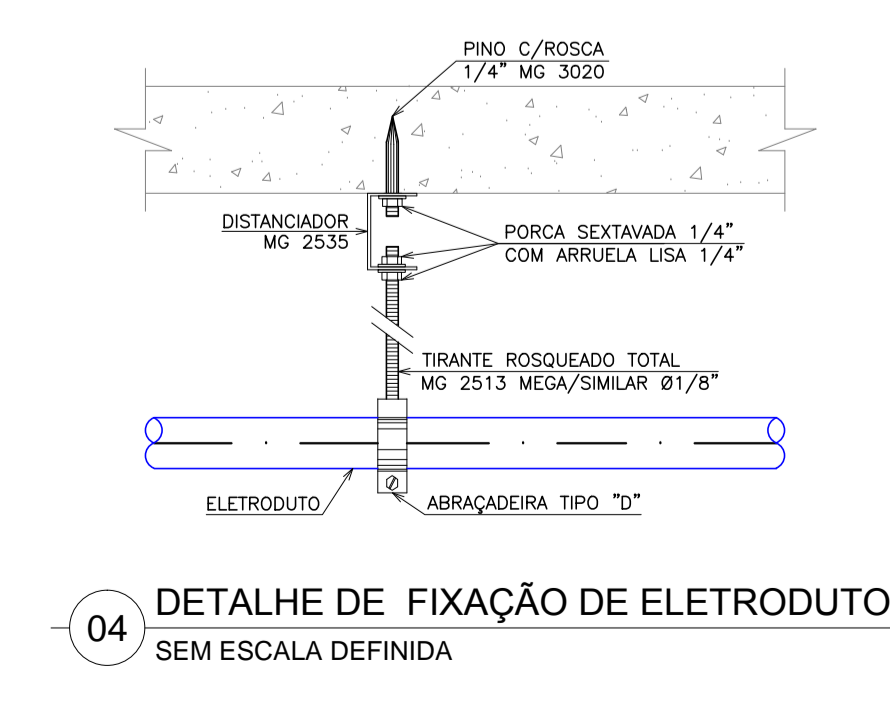 PINO C/ROSCA
1/4" MG 3020
DISTANCIADOR
MG 2535
PORCA SEXTAVADA 1/4"
COM ARRUELA LISA 1/4"
TIRANTE ROSQUEADO TOTAL
MG 2513 MEGA/SIMILAR Ø1/8"
ELETRODUTO
ABRAÇADEIRA TIPO "D"
04
DETALHE DE FIXAÇÃO DE ELETRODUTO
SEM ESCALA DEFINIDA